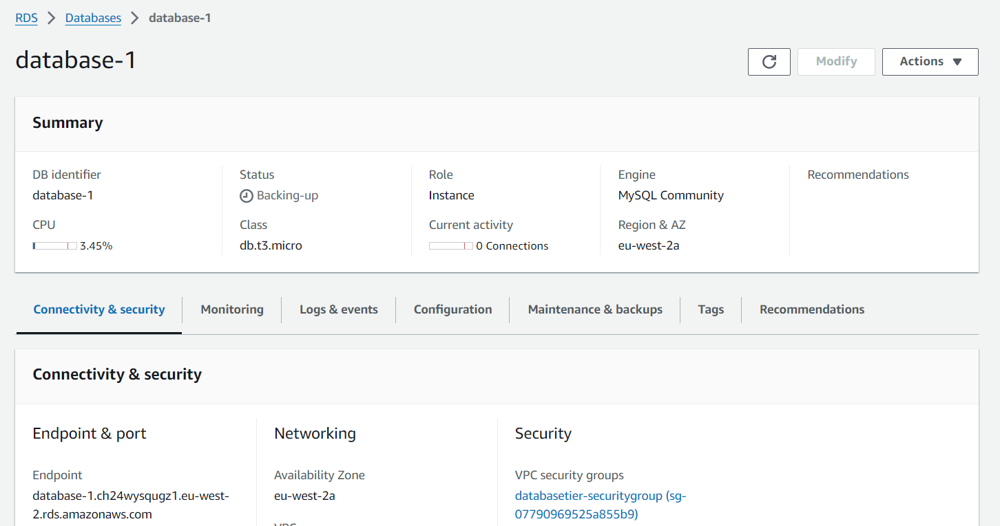 RDS > Databases > database-1
database-1
Modify
Actions
Summary
DB identifier
database-1
Status
Backing-up
Role
Instance
Engine
MySQL Community
Recommendations
CPU
3.45%
Class
db.t3.micro
Current activity
0 Connections
Region & AZ
eu-west-2a
Connectivity & security
Monitoring
Logs & events
Configuration
Maintenance & backups
Tags
Recommendations
Connectivity & security
Endpoint & port
Endpoint
database-1.ch24wysqugz1.eu-west-
2.rds.amazonaws.com
Networking
Availability Zone
eu-west-2a
VPC
Security
VPC security groups
databasetier-securitygroup (sg-
07790969525a855b9)